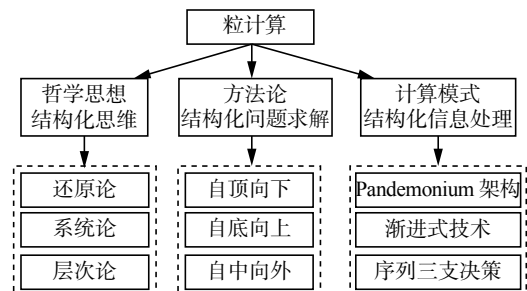 粒计算
哲学思想
结构化思维
方法论
结构化问题求解
计算模式
结构化信息处理
还原论
系统论
层次论
自顶向下
自底向上
自中向外
Pandemonium 架构
渐进式技术
序列三支决策